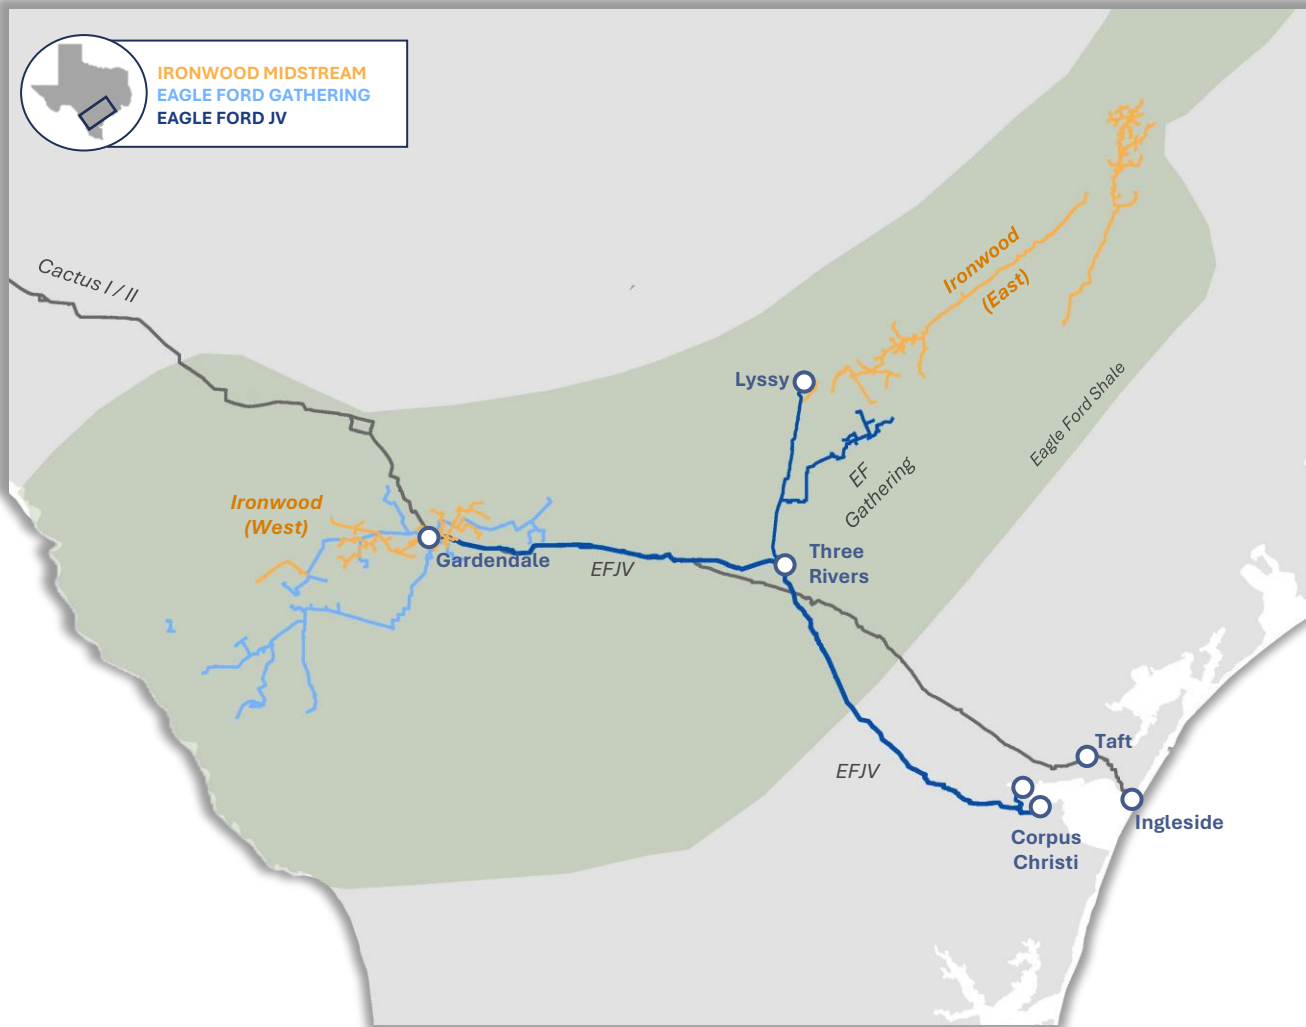 IRONWOOD MIDSTREAM
EAGLE FORD GATHERING
EAGLE FORD JV
Cactus I / II
Ironwood
(East)
Lyssy
Eagle Ford Shale
EF
Gathering
Ironwood
(West)
Gardendale
EFJV
Three
Rivers
Taft
EFJV
Ingleside
Corpus
Christi